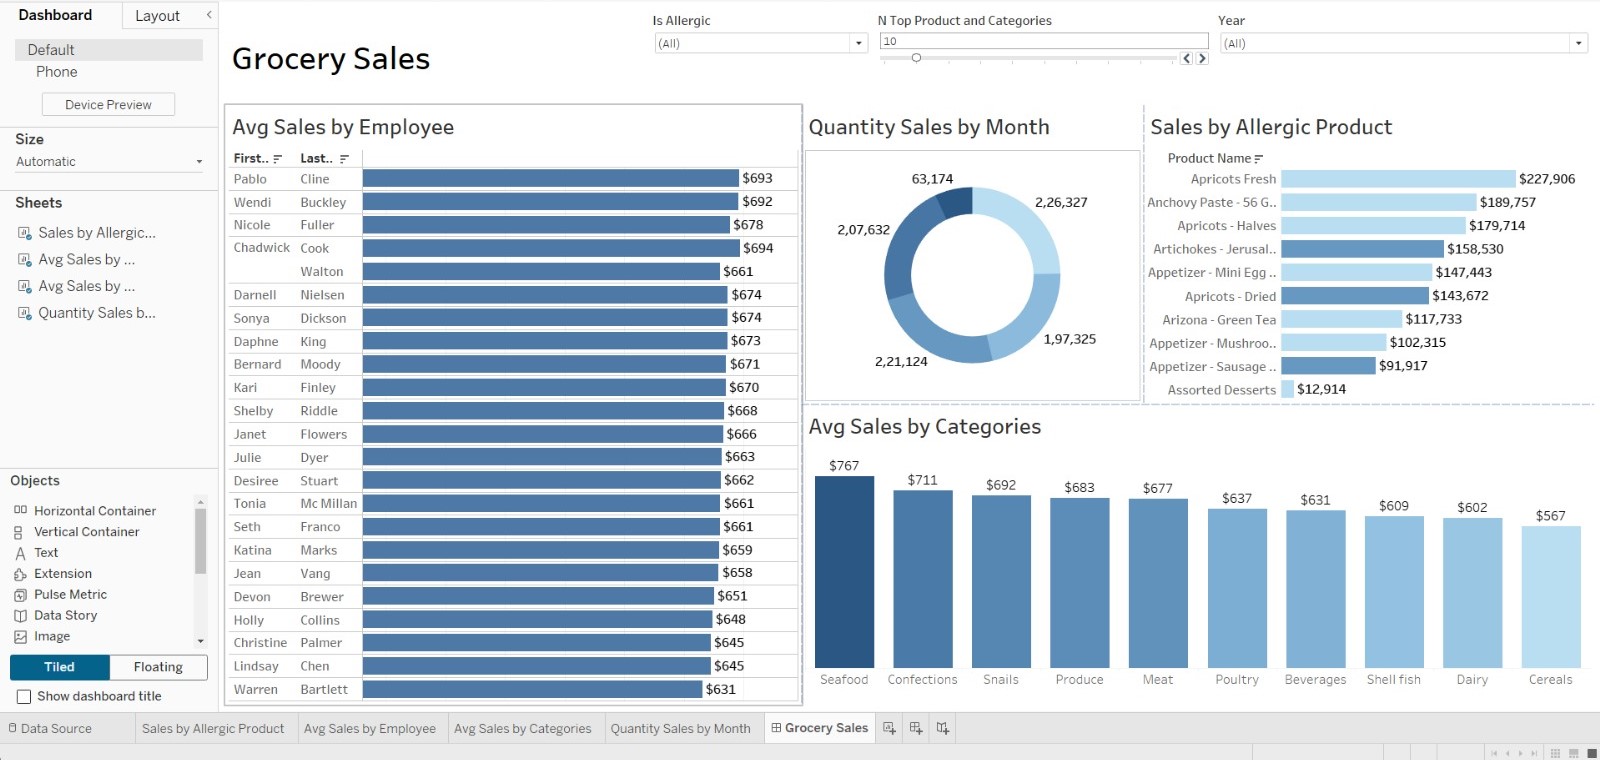 Dashboard
Layout
Default
Phone
Device Preview
Size
Automatic
Sheets
Sales by Allergic...
Avg Sales by ...
Avg Sales by ...
Quantity Sales b...
Objects
Horizontal Container
Vertical Container
Text
Extension
Pulse Metric
Data Story
Image
Tiled
Floating
Show dashboard title
Grocery Sales
Is Allergic
(All)
N Top Product and Categories
10
Year
(All)
Avg Sales by Employee
First.. Last..
Pablo Cline $693
Wendi Buckley $692
Nicole Fuller $678
Chadwick Cook $694
Walton $661
Darnell Nielsen $674
Sonya Dickson $674
Daphne King $673
Bernard Moody $671
Kari Finley $670
Shelby Riddle $668
Janet Flowers $666
Julie Dyer $663
Desiree Stuart $662
Tonia Mc Millan $661
Seth Franco $661
Katina Marks $659
Jean Vang $658
Devon Brewer $651
Holly Collins $648
Christine Palmer $645
Lindsay Chen $645
Warren Bartlett $631
Quantity Sales by Month
63,174
2,26,327
2,07,632
1,97,325
2,21,124
Sales by Allergic Product
Product Name
Apricots Fresh $227,906
Anchovy Paste - 56 G.. $189,757
Apricots - Halves $179,714
Artichokes - Jerusal.. $158,530
Appetizer - Mini Egg .. $147,443
Apricots - Dried $143,672
Arizona - Green Tea $117,733
Appetizer - Mushroo.. $102,315
Appetizer - Sausage .. $91,917
Assorted Desserts $12,914
Avg Sales by Categories
$767 $711 $692 $683 $677 $637 $631 $609 $602 $567
Seafood Confections Snails Produce Meat Poultry Beverages Shell fish Dairy Cereals
Data Source
Sales by Allergic Product
Avg Sales by Employee
Avg Sales by Categories
Quantity Sales by Month
Grocery Sales